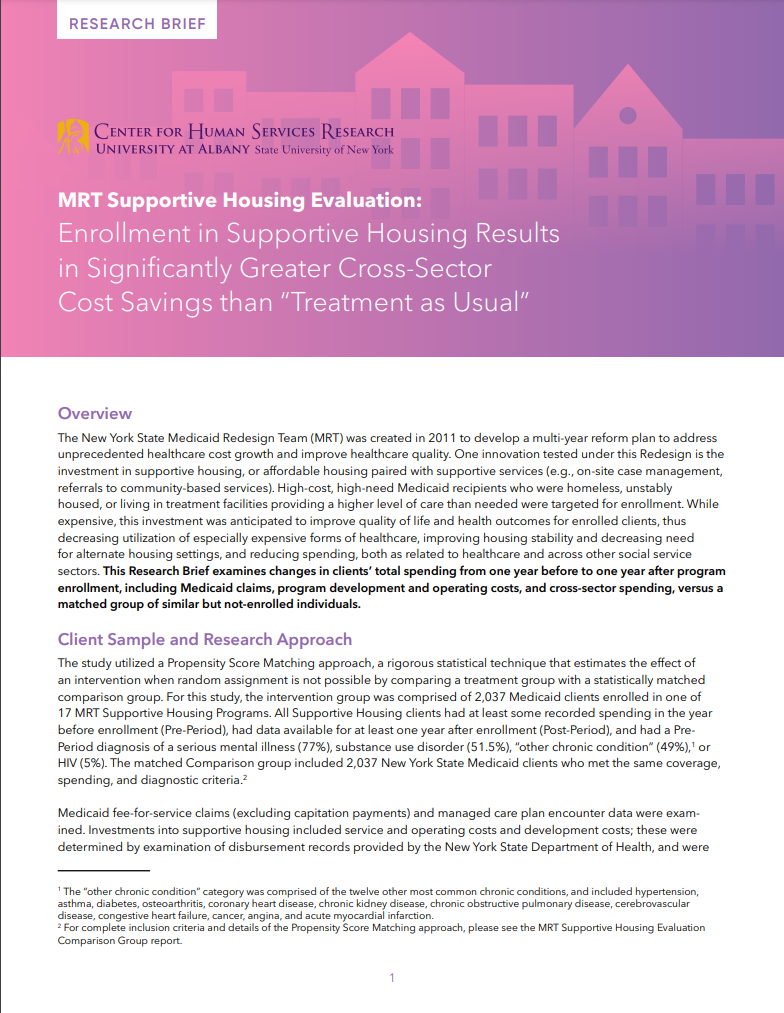 RESEARCH BRIEF
CENTER FOR HUMAN SERVICES RESEARCH
UNIVERSITY AT ALBANY State University of New York
MRT Supportive Housing Evaluation:
Enrollment in Supportive Housing Results
in Significantly Greater Cross-Sector
Cost Savings than “Treatment as Usual”
Overview
The New York State Medicaid Redesign Team (MRT) was created in 2011 to develop a multi-year reform plan to address
unprecedented healthcare cost growth and improve healthcare quality. One innovation tested under this Redesign is the
investment in supportive housing, or affordable housing paired with supportive services (e.g., on-site case management,
referrals to community-based services). High-cost, high-need Medicaid recipients who were homeless, unstably
housed, or living in treatment facilities providing a higher level of care than needed were targeted for enrollment. While
expensive, this investment was anticipated to improve quality of life and health outcomes for enrolled clients, thus
decreasing utilization of especially expensive forms of healthcare, improving housing stability and decreasing need
for alternate housing settings, and reducing spending, both as related to healthcare and across other social service
sectors. This Research Brief examines changes in clients’ total spending from one year before to one year after program
enrollment, including Medicaid claims, program development and operating costs, and cross-sector spending, versus a
matched group of similar but not-enrolled individuals.
Client Sample and Research Approach
The study utilized a Propensity Score Matching approach, a rigorous statistical technique that estimates the effect of
an intervention when random assignment is not possible by comparing a treatment group with a statistically matched
comparison group. For this study, the intervention group was comprised of 2,037 Medicaid clients enrolled in one of
17 MRT Supportive Housing Programs. All Supportive Housing clients had at least some recorded spending in the year
before enrollment (Pre-Period), had data available for at least one year after enrollment (Post-Period), and had a Pre-
Period diagnosis of a serious mental illness (77%), substance use disorder (51.5%), “other chronic condition” (49%),¹ or
HIV (5%). The matched Comparison group included 2,037 New York State Medicaid clients who met the same coverage,
spending, and diagnostic criteria.²
Medicaid fee-for-service claims (excluding capitation payments) and managed care plan encounter data were exam-
ined. Investments into supportive housing included service and operating costs and development costs; these were
determined by examination of disbursement records provided by the New York State Department of Health, and were
¹ The “other chronic condition” category was comprised of the twelve other most common chronic conditions, and included hypertension,
asthma, diabetes, osteoarthritis, coronary heart disease, chronic kidney disease, chronic obstructive pulmonary disease, cerebrovascular
disease, congestive heart failure, cancer, angina, and acute myocardial infarction.
² For complete inclusion criteria and details of the Propensity Score Matching approach, please see the MRT Supportive Housing Evaluation
Comparison Group report.
1